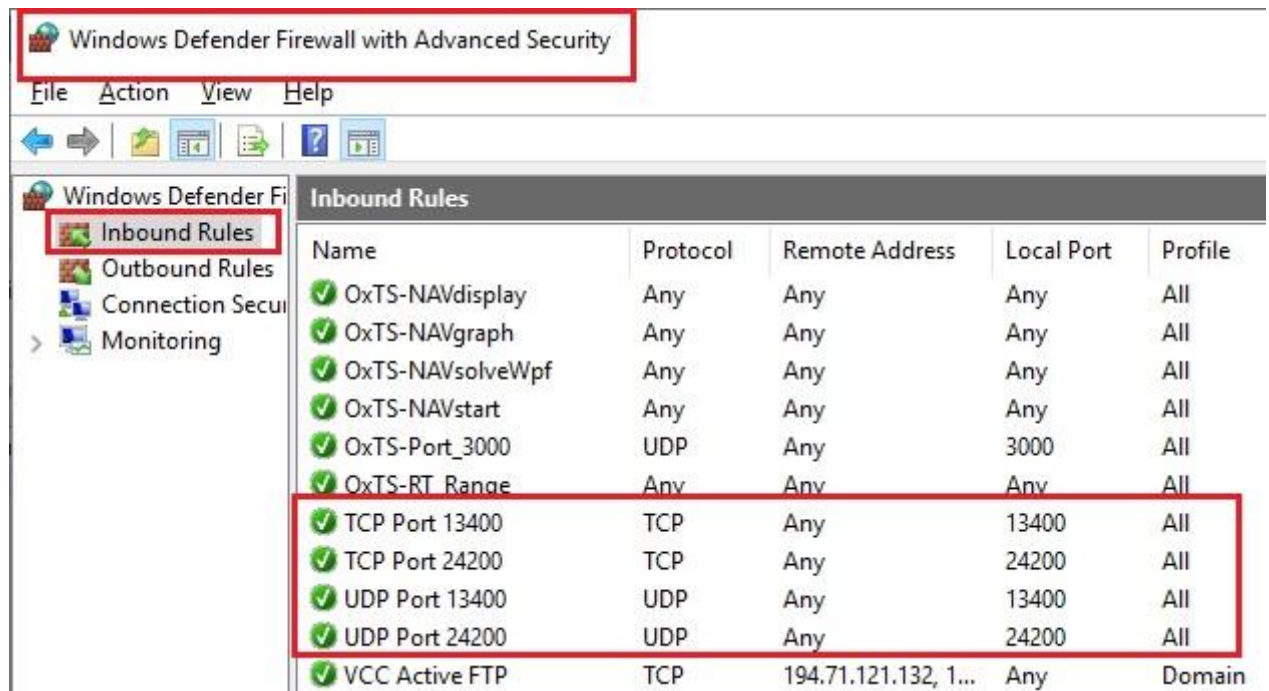 Windows Defender Firewall with Advanced Security
File Action View Help
Windows Defender Fi
Inbound Rules
Outbound Rules
Connection Secu
Monitoring
Inbound Rules
Name Protocol Remote Address Local Port Profile
OxTS-NAVdisplay Any Any Any All
OxTS-NAVgraph Any Any Any All
OxTS-NAVsolveWpf Any Any Any All
OxTS-NAVstart Any Any Any All
OxTS-Port_3000 UDP Any 3000 All
OxTS-RT_Range Any Any Any All
TCP Port 13400 TCP Any 13400 All
TCP Port 24200 TCP Any 24200 All
UDP Port 13400 UDP Any 13400 All
UDP Port 24200 UDP Any 24200 All
VCC Active FTP TCP 194.71.121.132, 1... Any Domain